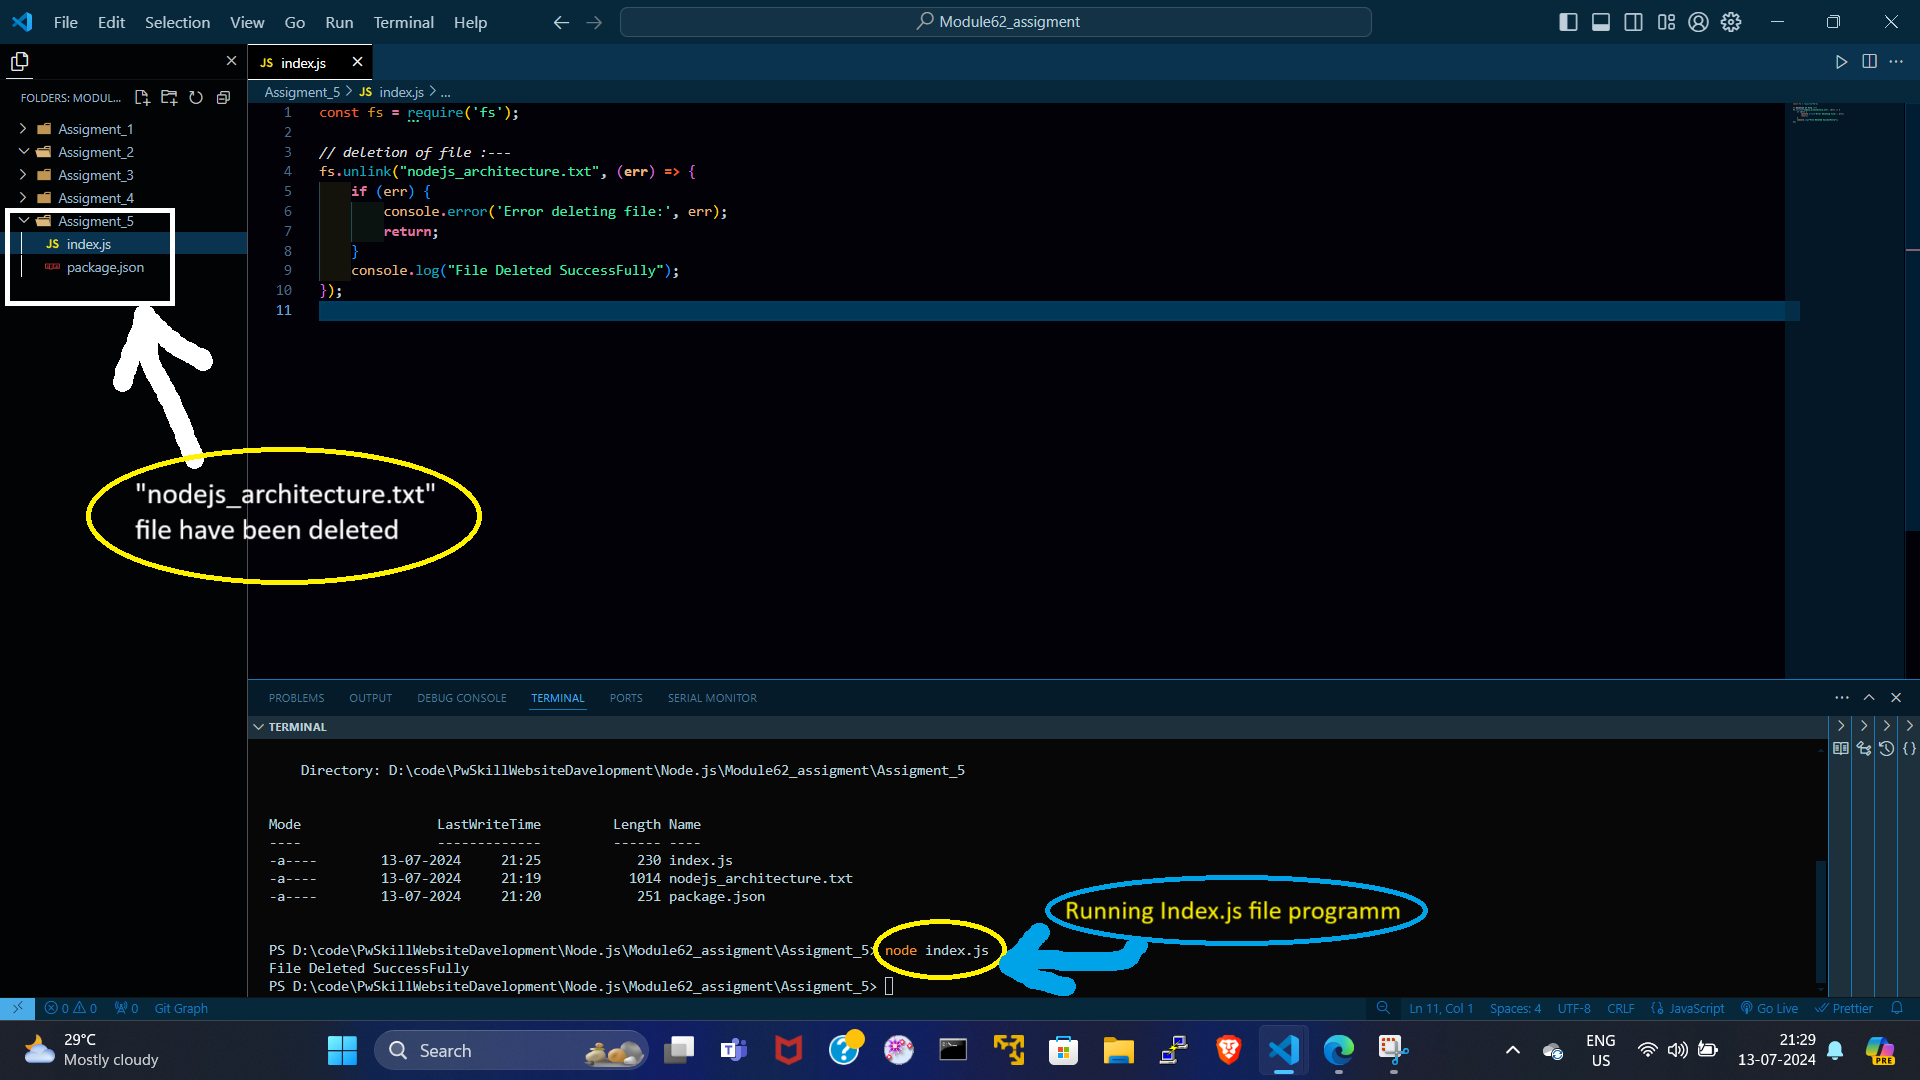 File Edit Selection View Go Run Terminal Help
Module62_assigment
JS index.js
FOLDERS: MODUL...
Assigment_5 > JS index.js > ...
Assigment_1
Assigment_2
Assigment_3
Assigment_4
Assigment_5
JS index.js
package.json
1 const fs = require('fs');
2
3 // deletion of file :---
4 fs.unlink("nodejs_architecture.txt", (err) => {
5 if (err) {
6 console.error('Error deleting file:', err);
7 return;
8 }
9 console.log("File Deleted SuccessFully");
10 });
11
"nodejs_architecture.txt"
file have been deleted
PROBLEMS OUTPUT DEBUG CONSOLE TERMINAL PORTS SERIAL MONITOR
TERMINAL
Directory: D:\code\PwSkillWebsiteDavelopment\Node.js\Module62_assigment\Assigment_5
Mode LastWriteTime Length Name
---- ------------- ------ ----
-a---- 13-07-2024 21:25 230 index.js
-a---- 13-07-2024 21:19 1014 nodejs_architecture.txt
-a---- 13-07-2024 21:20 251 package.json
Running Index.js file programm
PS D:\code\PwSkillWebsiteDavelopment\Node.js\Module62_assigment\Assigment_5> node index.js
File Deleted SuccessFully
PS D:\code\PwSkillWebsiteDavelopment\Node.js\Module62_assigment\Assigment_5>
0 0 0 Git Graph Ln 11, Col 1 Spaces: 4 UTF-8 CRLF {} JavaScript Go Live Prettier
29°C
Mostly cloudy
Search
ENG
US
21:29
13-07-2024
PRE